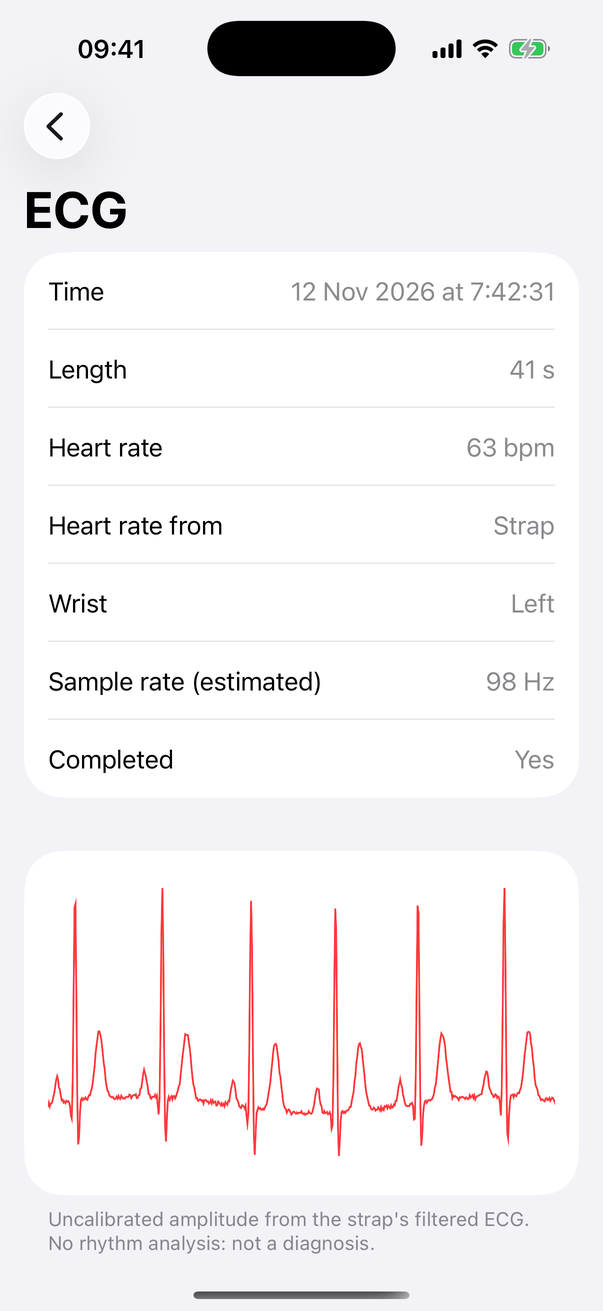 09:41
ECG
Time 12 Nov 2026 at 7:42:31
Length 41 s
Heart rate 63 bpm
Heart rate from Strap
Wrist Left
Sample rate (estimated) 98 Hz
Completed Yes
Uncalibrated amplitude from the strap's filtered ECG.
No rhythm analysis: not a diagnosis.